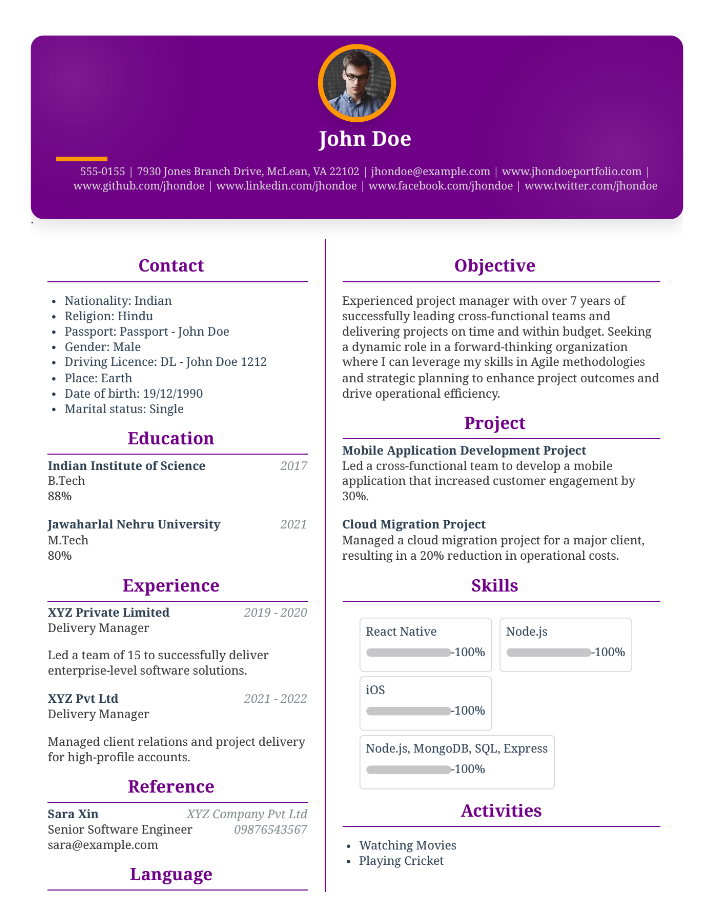 John Doe
555-0155 | 7930 Jones Branch Drive, McLean, VA 22102 | jhondoe@example.com | www.jhondoeportfolio.com |
www.github.com/jhondoe | www.linkedin.com/jhondoe | www.facebook.com/jhondoe | www.twitter.com/jhondoe
.
Contact
• Nationality: Indian
• Religion: Hindu
• Passport: Passport - John Doe
• Gender: Male
• Driving Licence: DL - John Doe 1212
• Place: Earth
• Date of birth: 19/12/1990
• Marital status: Single
Education
Indian Institute of Science 2017
B.Tech
88%
Jawaharlal Nehru University 2021
M.Tech
80%
Experience
XYZ Private Limited 2019 - 2020
Delivery Manager
Led a team of 15 to successfully deliver
enterprise-level software solutions.
XYZ Pvt Ltd 2021 - 2022
Delivery Manager
Managed client relations and project delivery
for high-profile accounts.
Reference
Sara Xin XYZ Company Pvt Ltd
Senior Software Engineer 09876543567
sara@example.com
Language
Objective
Experienced project manager with over 7 years of
successfully leading cross-functional teams and
delivering projects on time and within budget. Seeking
a dynamic role in a forward-thinking organization
where I can leverage my skills in Agile methodologies
and strategic planning to enhance project outcomes and
drive operational efficiency.
Project
Mobile Application Development Project
Led a cross-functional team to develop a mobile
application that increased customer engagement by
30%.
Cloud Migration Project
Managed a cloud migration project for a major client,
resulting in a 20% reduction in operational costs.
Skills
React Native
-100%
Node.js
-100%
iOS
-100%
Node.js, MongoDB, SQL, Express
-100%
Activities
• Watching Movies
• Playing Cricket